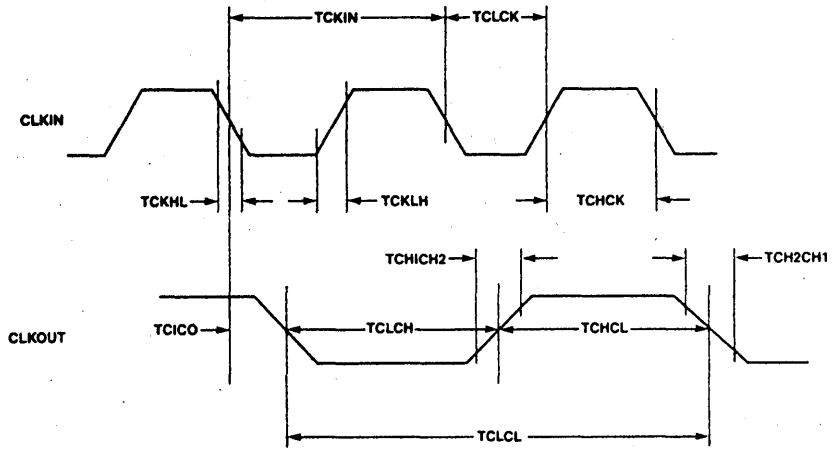 TCKIN
TCLCK
CLKIN
TCKHL
TCKLH
TCHCK
TCHICH2
TCH2CH1
CLKOUT
TCICO
TCLCH
TCHCL
TCLCL